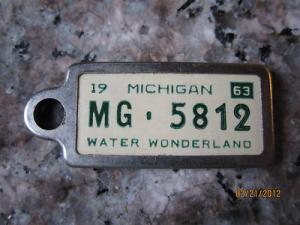 19 MICHIGAN 63
MG · 5812
WATER WONDERLAND
02/21/2012